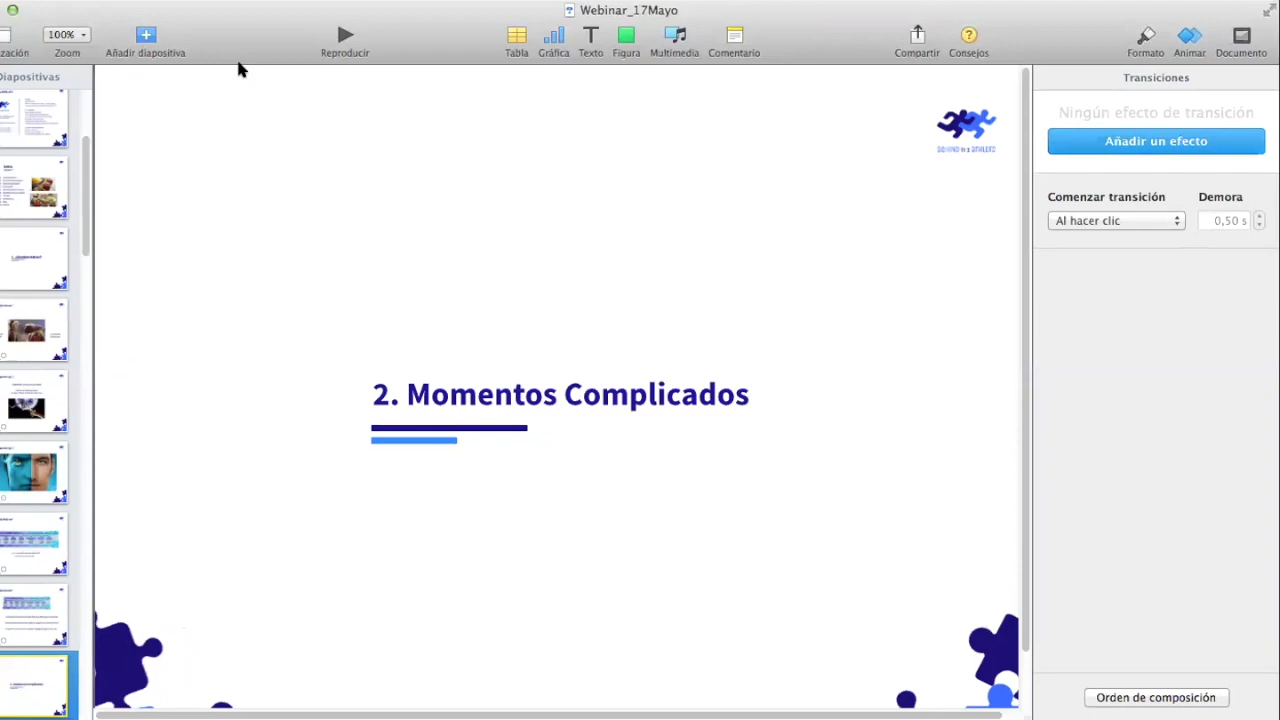 Webinar_17Mayo
zación
100%
Zoom
Añadir diapositiva
Reproducir
Tabla
Gráfica
Texto
Figura
Multimedia
Comentario
Compartir
Consejos
Formato
Animar
Documento
Diapositivas
Transiciones
Ningún efecto de transición
Añadir un efecto
Comenzar transición
Demora
Al hacer clic
0,50 s
2. Momentos Complicados
Orden de composición